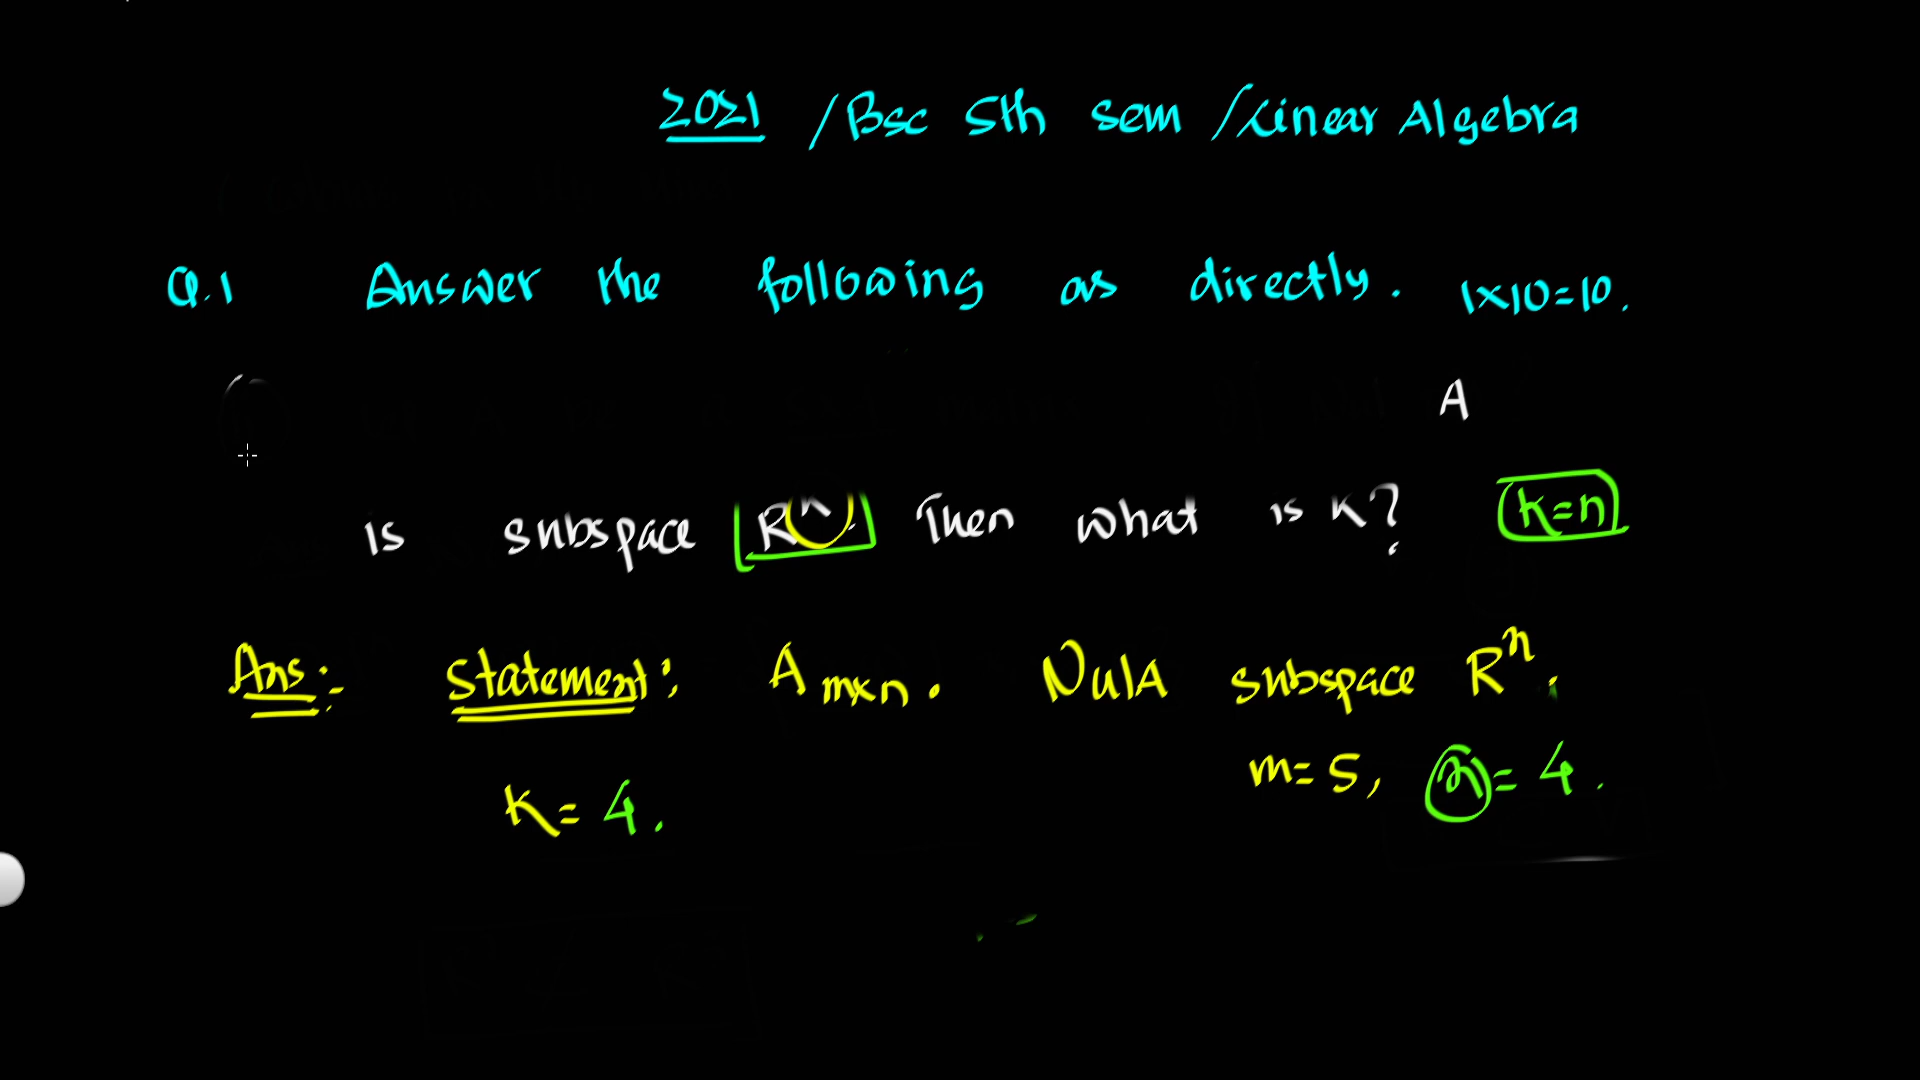 2021 /Bsc 5th sem /Linear Algebra
Q.1 Answer the following as directly. 1x10=10.
A
is subspace R^K. Then what is K? K=n
Ans:- Statement: A mxn. NulA subspace R^n.
m=5, n=4.
K=4.